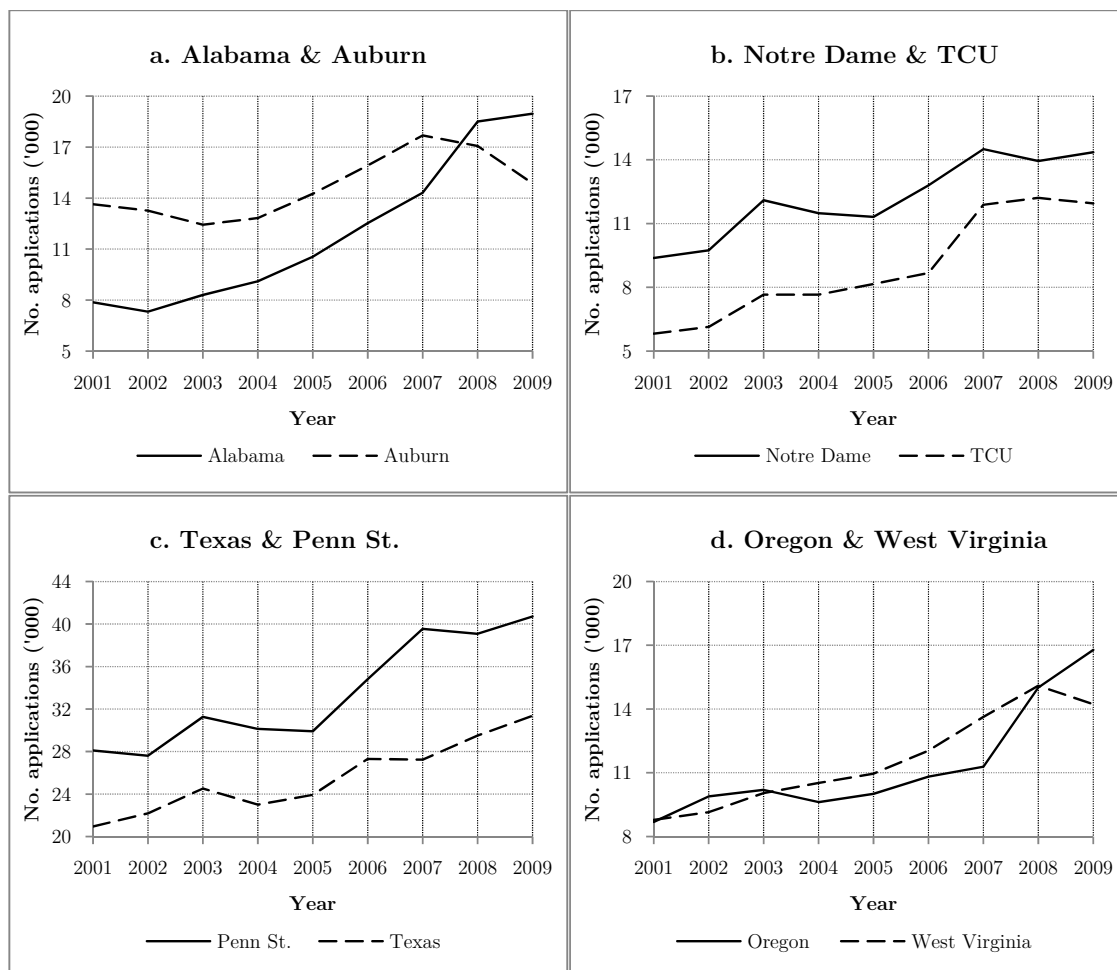 a. Alabama & Auburn
No. applications ('000)
20
17
14
11
8
5
2001 2002 2003 2004 2005 2006 2007 2008 2009
Year
Alabama Auburn
b. Notre Dame & TCU
No. applications ('000)
17
14
11
8
5
2001 2002 2003 2004 2005 2006 2007 2008 2009
Year
Notre Dame TCU
c. Texas & Penn St.
No. applications ('000)
44
40
36
32
28
24
20
2001 2002 2003 2004 2005 2006 2007 2008 2009
Year
Penn St. Texas
d. Oregon & West Virginia
No. applications ('000)
20
17
14
11
8
2001 2002 2003 2004 2005 2006 2007 2008 2009
Year
Oregon West Virginia